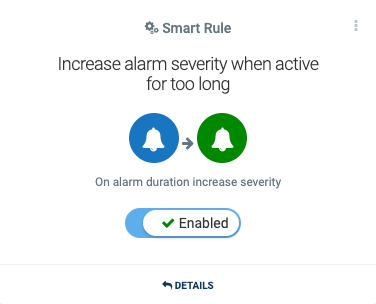 Smart Rule
Increase alarm severity when active
for too long
On alarm duration increase severity
Enabled
DETAILS